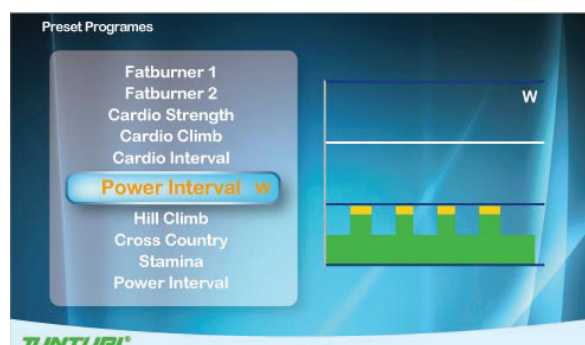 Preset Programes
Fatburner 1
Fatburner 2
Cardio Strength
Cardio Climb
Cardio Interval
Power Interval W
Hill Climb
Cross Country
Stamina
Power Interval
W
TUNTURI®